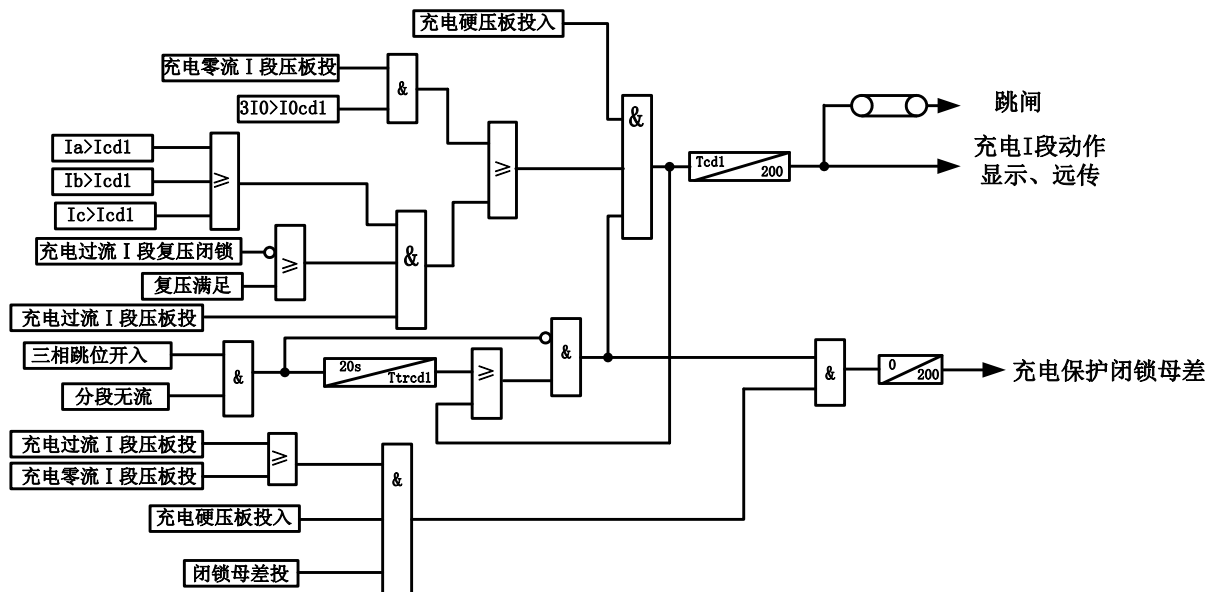 充电硬压板投入
充电零流Ⅰ段压板投
&
3I0>I0cd1
&
跳闸
Ia>Icd1
Ib>Icd1
Ic>Icd1
≥
≥
Tcd1
200
充电I段动作
显示、远传
充电过流Ⅰ段复压闭锁
复压满足
≥
&
充电过流Ⅰ段压板投
三相跳位开入
分段无流
&
20s
Ttrcd1
≥
&
&
0
200
充电保护闭锁母差
充电过流Ⅰ段压板投
充电零流Ⅰ段压板投
≥
&
充电硬压板投入
闭锁母差投